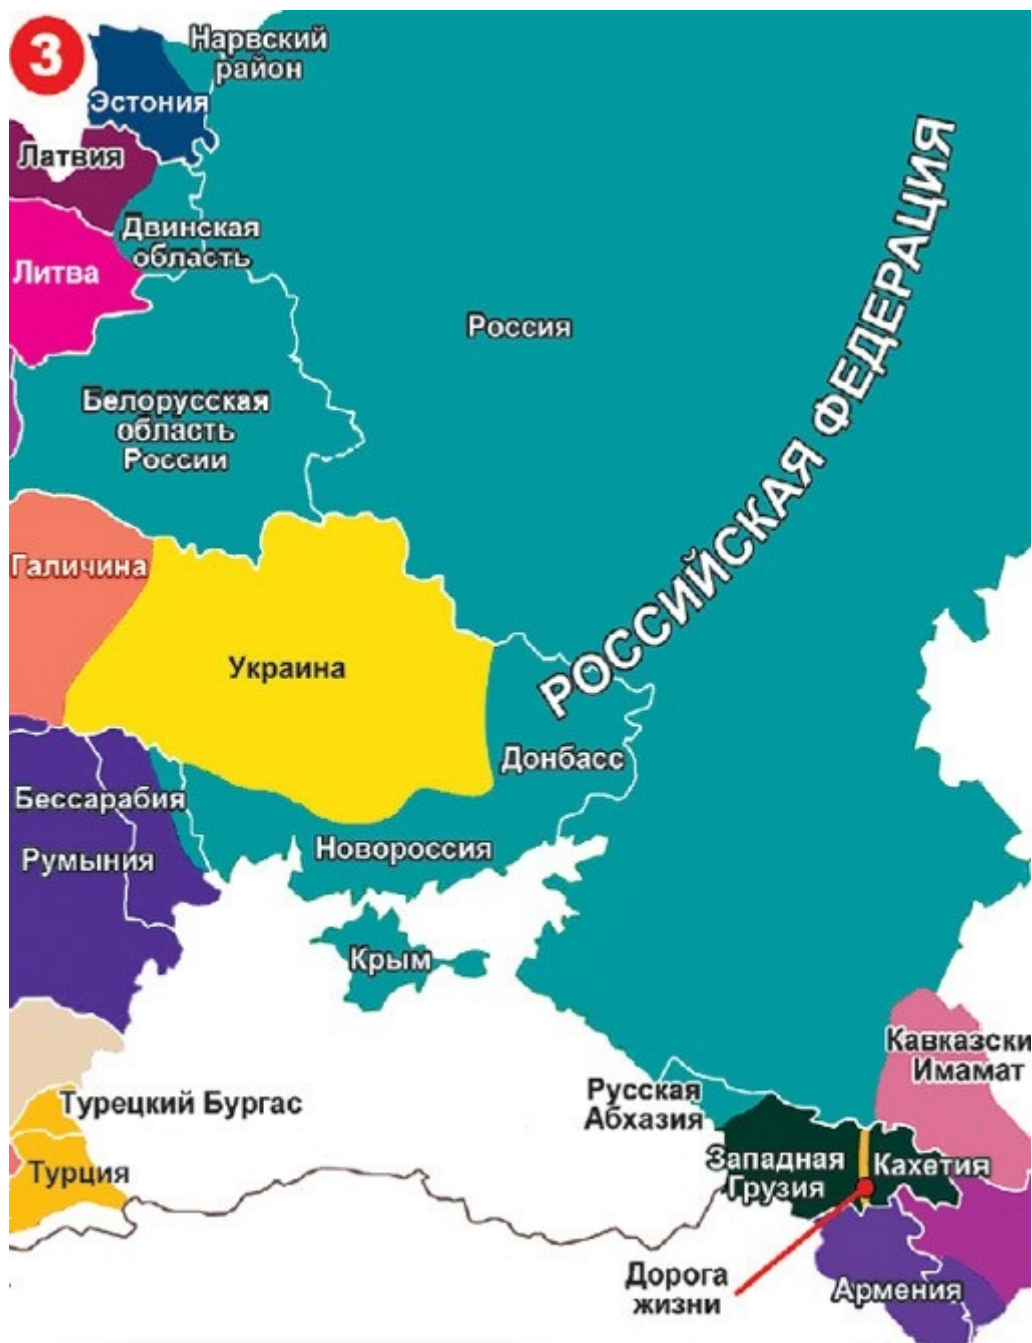 3
Нарвский
район
Эстония
Латвия
Двинская
область
Литва
Россия
РОССИЙСКАЯ ФЕДЕРАЦИЯ
Белорусская
область
России
Галичина
Украина
Донбасс
Бессарабия
Новороссия
Румыния
Крым
Кавказски
Имамат
Русская
Абхазия
Турецкий Бургас
Западная
Грузия
Кахетия
Турция
Дорога
жизни
Армения